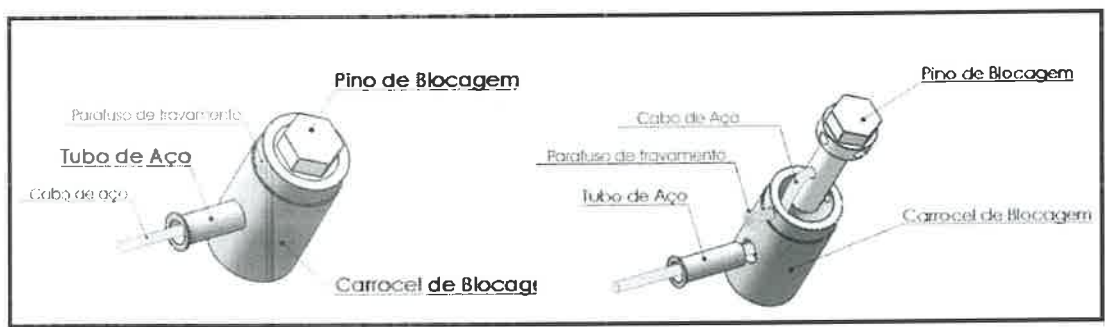 Pino de Blocagem
Parafuso de travamento
Tubo de Aço
Cabo de aço
Carrocel de Blocag
Pino de Blocagem
Cabo de Aço
Parafuso de travamento
Tubo de Aço
Carrocel de Blocagem